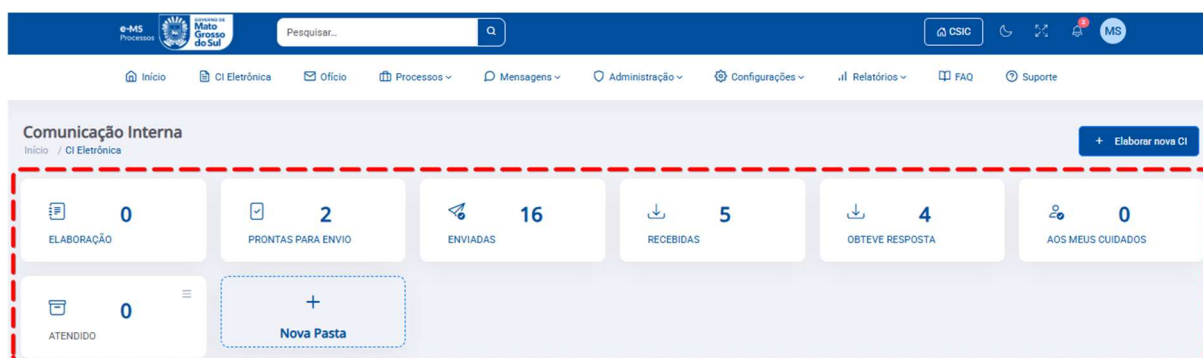 e-MS
Processos
GOVERNO DE
Mato
Grosso
do Sul
Pesquisar...
CSIC
2
MS
Início
CI Eletrônica
Ofício
Processos
Mensagens
Administração
Configurações
Relatórios
FAQ
Suporte
Comunicação Interna
Início / CI Eletrônica
+ Elaborar nova CI
0
ELABORAÇÃO
2
PRONTAS PARA ENVIO
16
ENVIADAS
5
RECEBIDAS
4
OBTEVE RESPOSTA
0
AOS MEUS CUIDADOS
0
ATENDIDO
+
Nova Pasta